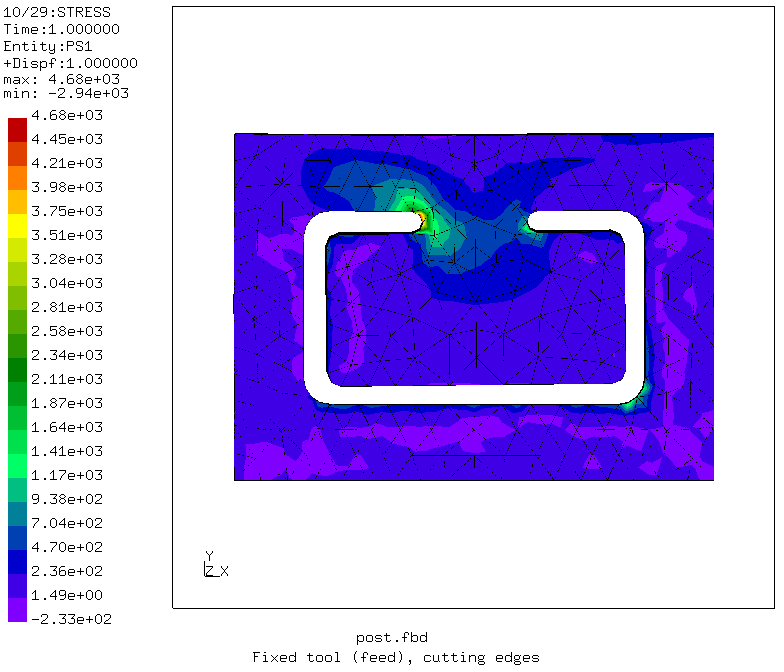 10/29:STRESS
Time:1.000000
Entity:PS1
+Dispf:1.000000
max: 4.68e+03
min: -2.94e+03
4.68e+03
4.45e+03
4.21e+03
3.98e+03
3.75e+03
3.51e+03
3.28e+03
3.04e+03
2.81e+03
2.58e+03
2.34e+03
2.11e+03
1.87e+03
1.64e+03
1.41e+03
1.17e+03
9.38e+02
7.04e+02
4.70e+02
2.36e+02
1.49e+00
-2.33e+02
Y
Z X
post.fbd
Fixed tool (feed), cutting edges